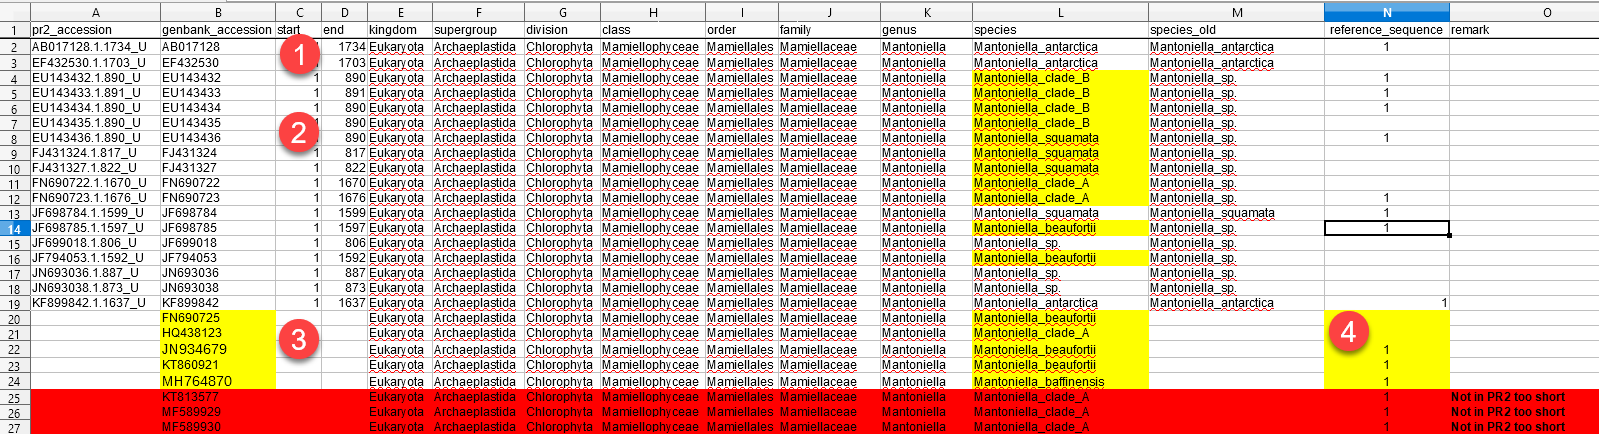 A B C D E F G H I J K L M N O
1 pr2_accession genbank_accession start end kingdom supergroup division class order family genus species species_old reference_sequence remark
2 AB017128.1.1734_U AB017128 1734 Eukaryota Archaeplastida Chlorophyta Mamiellophyceae Mamiellales Mamiellaceae Mantoniella Mantoniella_antarctica Mantoniella_antarctica 1
1
3 EF432530.1.1703_U EF432530 1703 Eukaryota Archaeplastida Chlorophyta Mamiellophyceae Mamiellales Mamiellaceae Mantoniella Mantoniella_antarctica Mantoniella_antarctica
4 EU143432.1.890_U EU143432 1 890 Eukaryota Archaeplastida Chlorophyta Mamiellophyceae Mamiellales Mamiellaceae Mantoniella Mantoniella_clade_B Mantoniella_sp. 1
5 EU143433.1.891_U EU143433 1 891 Eukaryota Archaeplastida Chlorophyta Mamiellophyceae Mamiellales Mamiellaceae Mantoniella Mantoniella_clade_B Mantoniella_sp. 1
6 EU143434.1.890_U EU143434 1 890 Eukaryota Archaeplastida Chlorophyta Mamiellophyceae Mamiellales Mamiellaceae Mantoniella Mantoniella_clade_B Mantoniella_sp. 1
7 EU143435.1.890_U EU143435 890 Eukaryota Archaeplastida Chlorophyta Mamiellophyceae Mamiellales Mamiellaceae Mantoniella Mantoniella_clade_B Mantoniella_sp.
2
8 EU143436.1.890_U EU143436 890 Eukaryota Archaeplastida Chlorophyta Mamiellophyceae Mamiellales Mamiellaceae Mantoniella Mantoniella_squamata Mantoniella_sp. 1
9 FJ431324.1.817_U FJ431324 1 817 Eukaryota Archaeplastida Chlorophyta Mamiellophyceae Mamiellales Mamiellaceae Mantoniella Mantoniella_squamata Mantoniella_sp.
10 FJ431327.1.822_U FJ431327 1 822 Eukaryota Archaeplastida Chlorophyta Mamiellophyceae Mamiellales Mamiellaceae Mantoniella Mantoniella_squamata Mantoniella_sp.
11 FN690722.1.1670_U FN690722 1 1670 Eukaryota Archaeplastida Chlorophyta Mamiellophyceae Mamiellales Mamiellaceae Mantoniella Mantoniella_clade_A Mantoniella_sp.
12 FN690723.1.1676_U FN690723 1 1676 Eukaryota Archaeplastida Chlorophyta Mamiellophyceae Mamiellales Mamiellaceae Mantoniella Mantoniella_clade_A Mantoniella_sp. 1
13 JF698784.1.1599_U JF698784 1 1599 Eukaryota Archaeplastida Chlorophyta Mamiellophyceae Mamiellales Mamiellaceae Mantoniella Mantoniella_squamata Mantoniella_squamata 1
14 JF698785.1.1597_U JF698785 1 1597 Eukaryota Archaeplastida Chlorophyta Mamiellophyceae Mamiellales Mamiellaceae Mantoniella Mantoniella_beaufortii Mantoniella_sp. 1
15 JF699018.1.806_U JF699018 1 806 Eukaryota Archaeplastida Chlorophyta Mamiellophyceae Mamiellales Mamiellaceae Mantoniella Mantoniella_sp. Mantoniella_sp.
16 JF794053.1.1592_U JF794053 1 1592 Eukaryota Archaeplastida Chlorophyta Mamiellophyceae Mamiellales Mamiellaceae Mantoniella Mantoniella_beaufortii Mantoniella_sp.
17 JN693036.1.887_U JN693036 1 887 Eukaryota Archaeplastida Chlorophyta Mamiellophyceae Mamiellales Mamiellaceae Mantoniella Mantoniella_sp. Mantoniella_sp.
18 JN693038.1.873_U JN693038 1 873 Eukaryota Archaeplastida Chlorophyta Mamiellophyceae Mamiellales Mamiellaceae Mantoniella Mantoniella_sp. Mantoniella_sp.
19 KF899842.1.1637_U KF899842 1 1637 Eukaryota Archaeplastida Chlorophyta Mamiellophyceae Mamiellales Mamiellaceae Mantoniella Mantoniella_antarctica Mantoniella_antarctica 1
20 FN690725 Eukaryota Archaeplastida Chlorophyta Mamiellophyceae Mamiellales Mamiellaceae Mantoniella Mantoniella_beaufortii
21 HQ438123 Eukaryota Archaeplastida Chlorophyta Mamiellophyceae Mamiellales Mamiellaceae Mantoniella Mantoniella_clade_A
3 4
22 JN934679 Eukaryota Archaeplastida Chlorophyta Mamiellophyceae Mamiellales Mamiellaceae Mantoniella Mantoniella_beaufortii 1
23 KT860921 Eukaryota Archaeplastida Chlorophyta Mamiellophyceae Mamiellales Mamiellaceae Mantoniella Mantoniella_beaufortii 1
24 MH764870 Eukaryota Archaeplastida Chlorophyta Mamiellophyceae Mamiellales Mamiellaceae Mantoniella Mantoniella_baffinensis 1
25 KT813577 Eukaryota Archaeplastida Chlorophyta Mamiellophyceae Mamiellales Mamiellaceae Mantoniella Mantoniella_clade_A 1 Not in PR2 too short
26 MF589929 Eukaryota Archaeplastida Chlorophyta Mamiellophyceae Mamiellales Mamiellaceae Mantoniella Mantoniella_clade_A 1 Not in PR2 too short
27 MF589930 Eukaryota Archaeplastida Chlorophyta Mamiellophyceae Mamiellales Mamiellaceae Mantoniella Mantoniella_clade_A 1 Not in PR2 too short